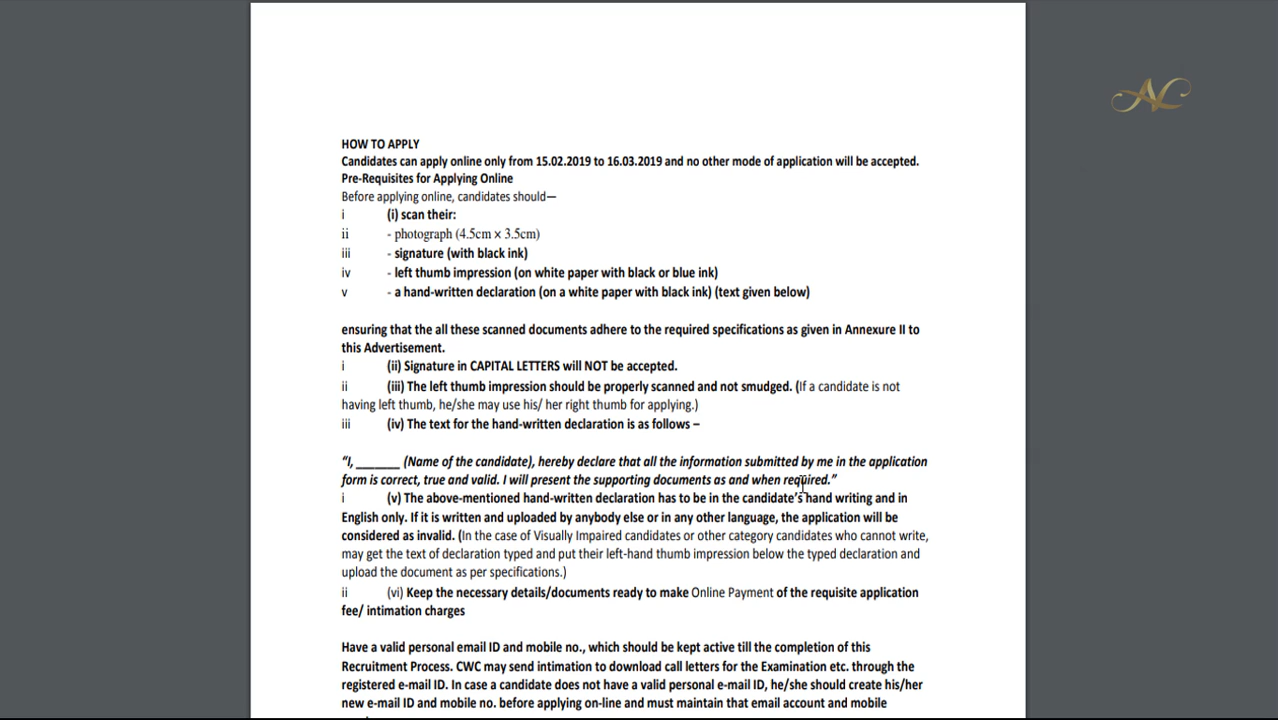 AC
HOW TO APPLY
Candidates can apply online only from 15.02.2019 to 16.03.2019 and no other mode of application will be accepted.
Pre-Requisites for Applying Online
Before applying online, candidates should—
i (i) scan their:
ii - photograph (4.5cm × 3.5cm)
iii - signature (with black ink)
iv - left thumb impression (on white paper with black or blue ink)
v - a hand-written declaration (on a white paper with black ink) (text given below)
ensuring that the all these scanned documents adhere to the required specifications as given in Annexure II to
this Advertisement.
i (ii) Signature in CAPITAL LETTERS will NOT be accepted.
ii (iii) The left thumb impression should be properly scanned and not smudged. (If a candidate is not
having left thumb, he/she may use his/ her right thumb for applying.)
iii (iv) The text for the hand-written declaration is as follows –
“I, _______ (Name of the candidate), hereby declare that all the information submitted by me in the application
form is correct, true and valid. I will present the supporting documents as and when required.”
i (v) The above-mentioned hand-written declaration has to be in the candidate’s hand writing and in
English only. If it is written and uploaded by anybody else or in any other language, the application will be
considered as invalid. (In the case of Visually Impaired candidates or other category candidates who cannot write,
may get the text of declaration typed and put their left-hand thumb impression below the typed declaration and
upload the document as per specifications.)
ii (vi) Keep the necessary details/documents ready to make Online Payment of the requisite application
fee/ intimation charges
Have a valid personal email ID and mobile no., which should be kept active till the completion of this
Recruitment Process. CWC may send intimation to download call letters for the Examination etc. through the
registered e-mail ID. In case a candidate does not have a valid personal e-mail ID, he/she should create his/her
new e-mail ID and mobile no. before applying on-line and must maintain that email account and mobile